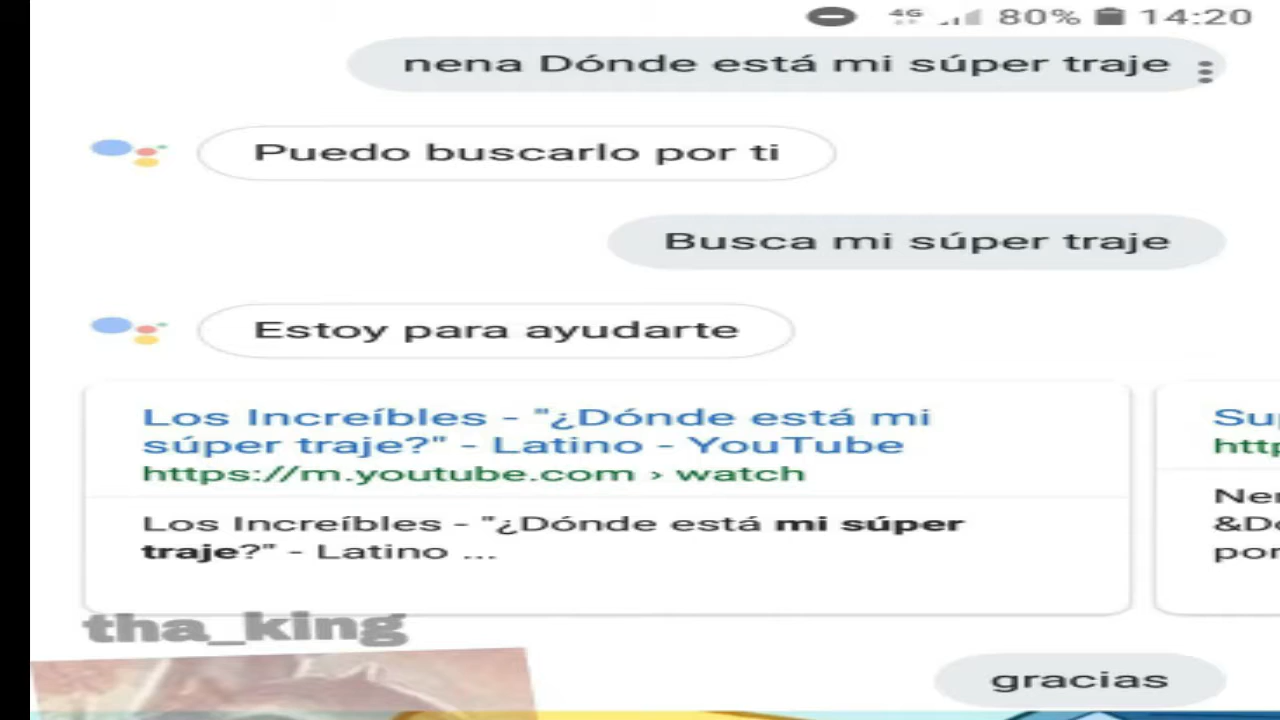 4G 80% 14:20
nena Dónde está mi súper traje
Puedo buscarlo por ti
Busca mi súper traje
Estoy para ayudarte
Los Increíbles - "¿Dónde está mi
súper traje?" - Latino - YouTube
https://m.youtube.com › watch
Los Increíbles - "¿Dónde está mi súper
traje?" - Latino ...
tha_king
gracias